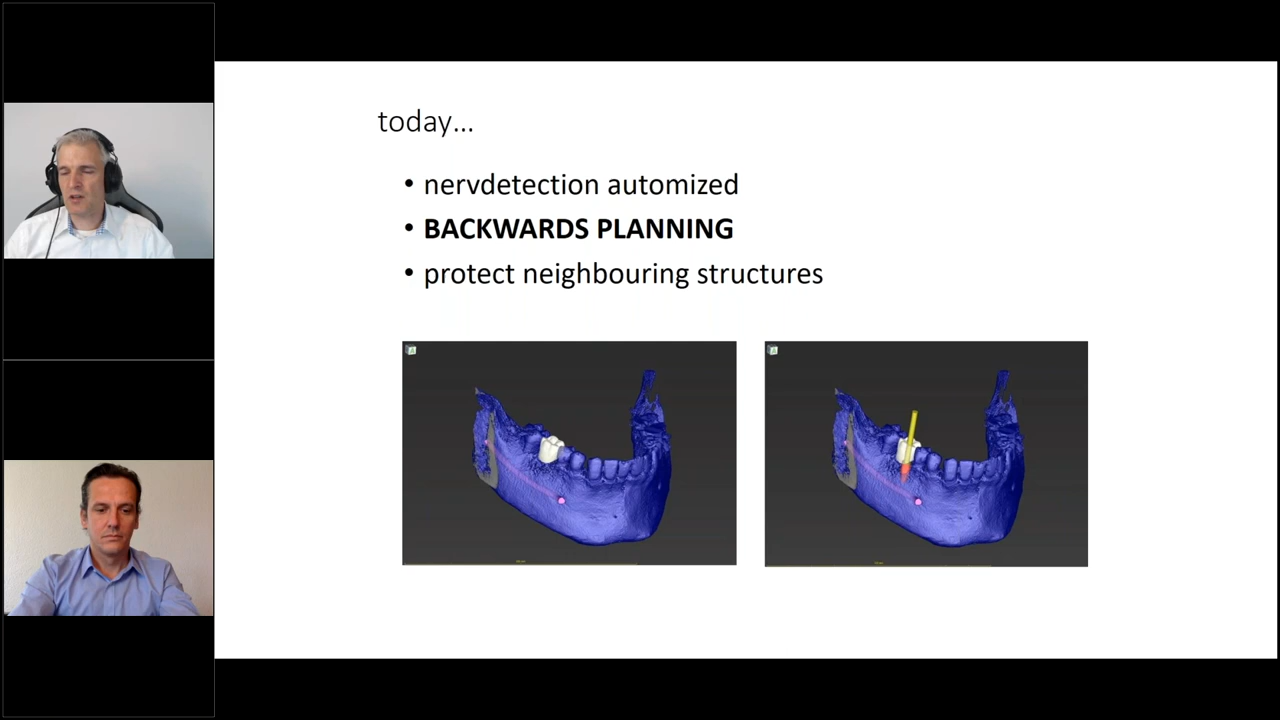 today...
• nervdetection automized
• BACKWARDS PLANNING
• protect neighbouring structures